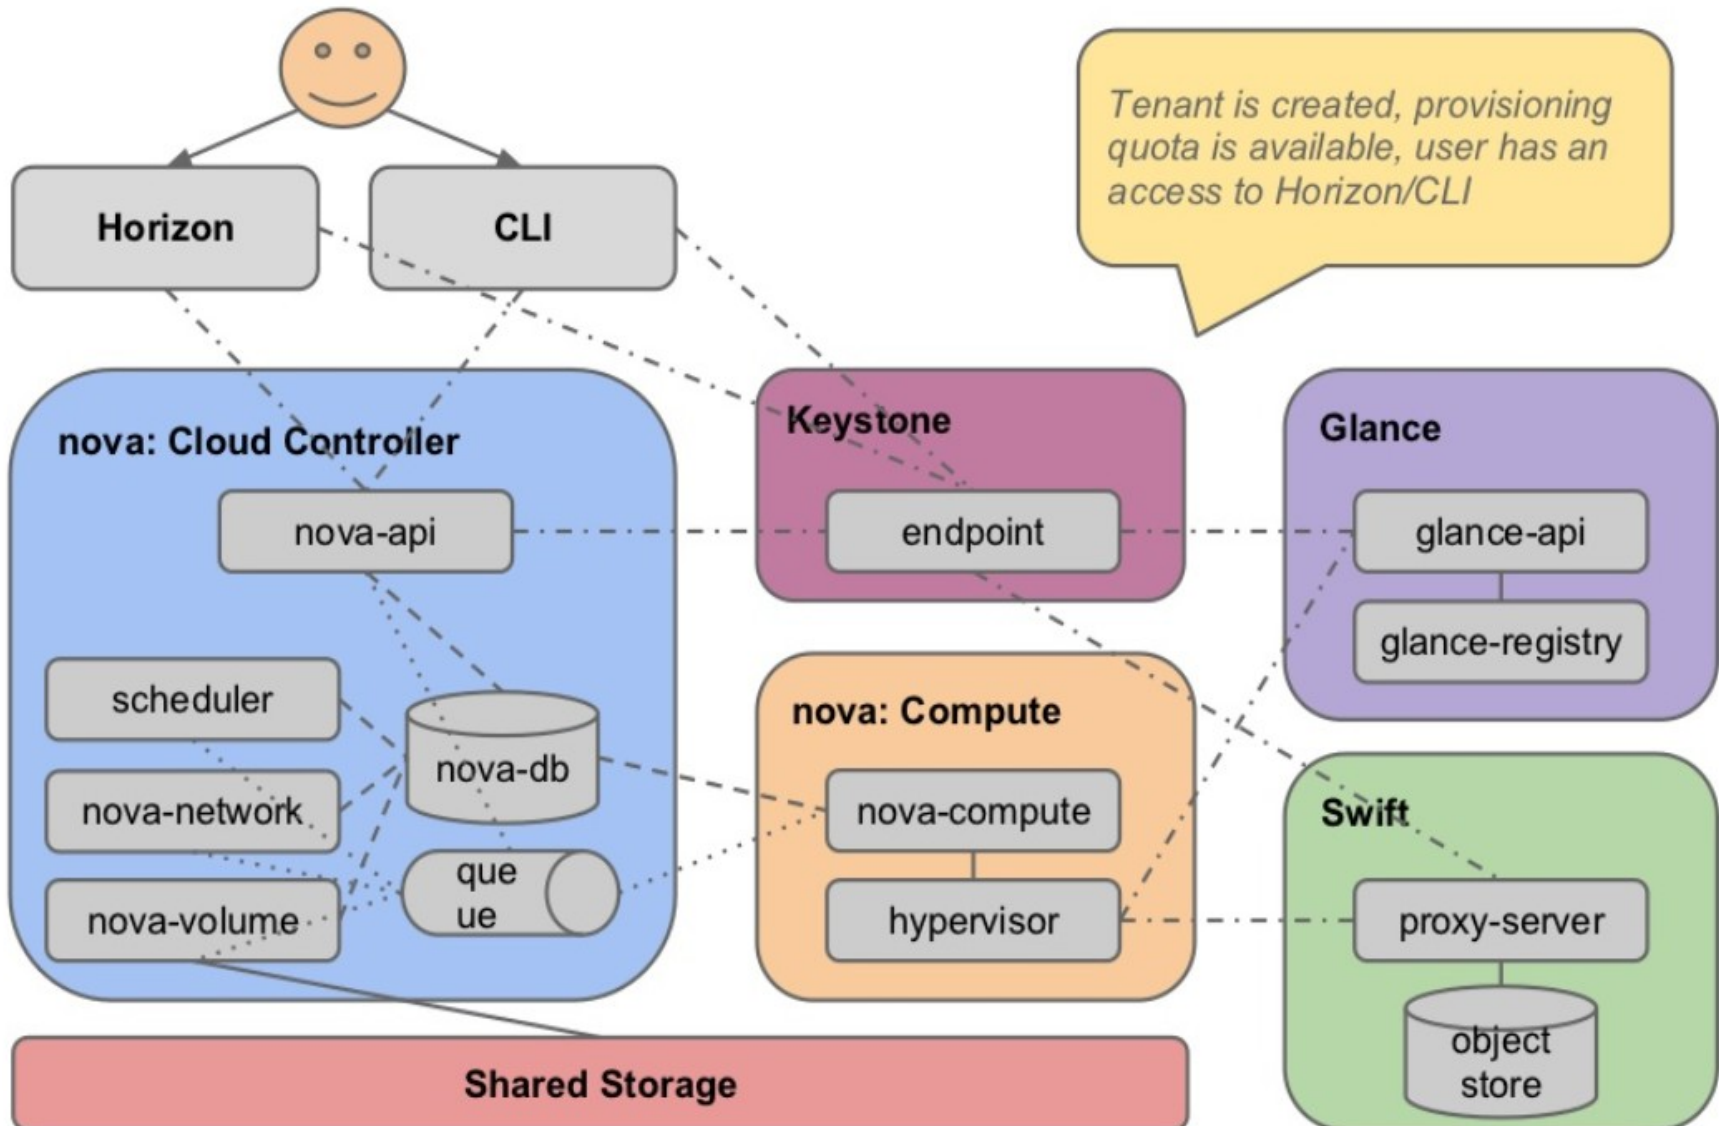 Tenant is created, provisioning
quota is available, user has an
access to Horizon/CLI
Horizon
CLI
nova: Cloud Controller
nova-api
scheduler
nova-network
nova-volume
nova-db
que
ue
Keystone
endpoint
nova: Compute
nova-compute
hypervisor
Glance
glance-api
glance-registry
Swift
proxy-server
object
store
Shared Storage